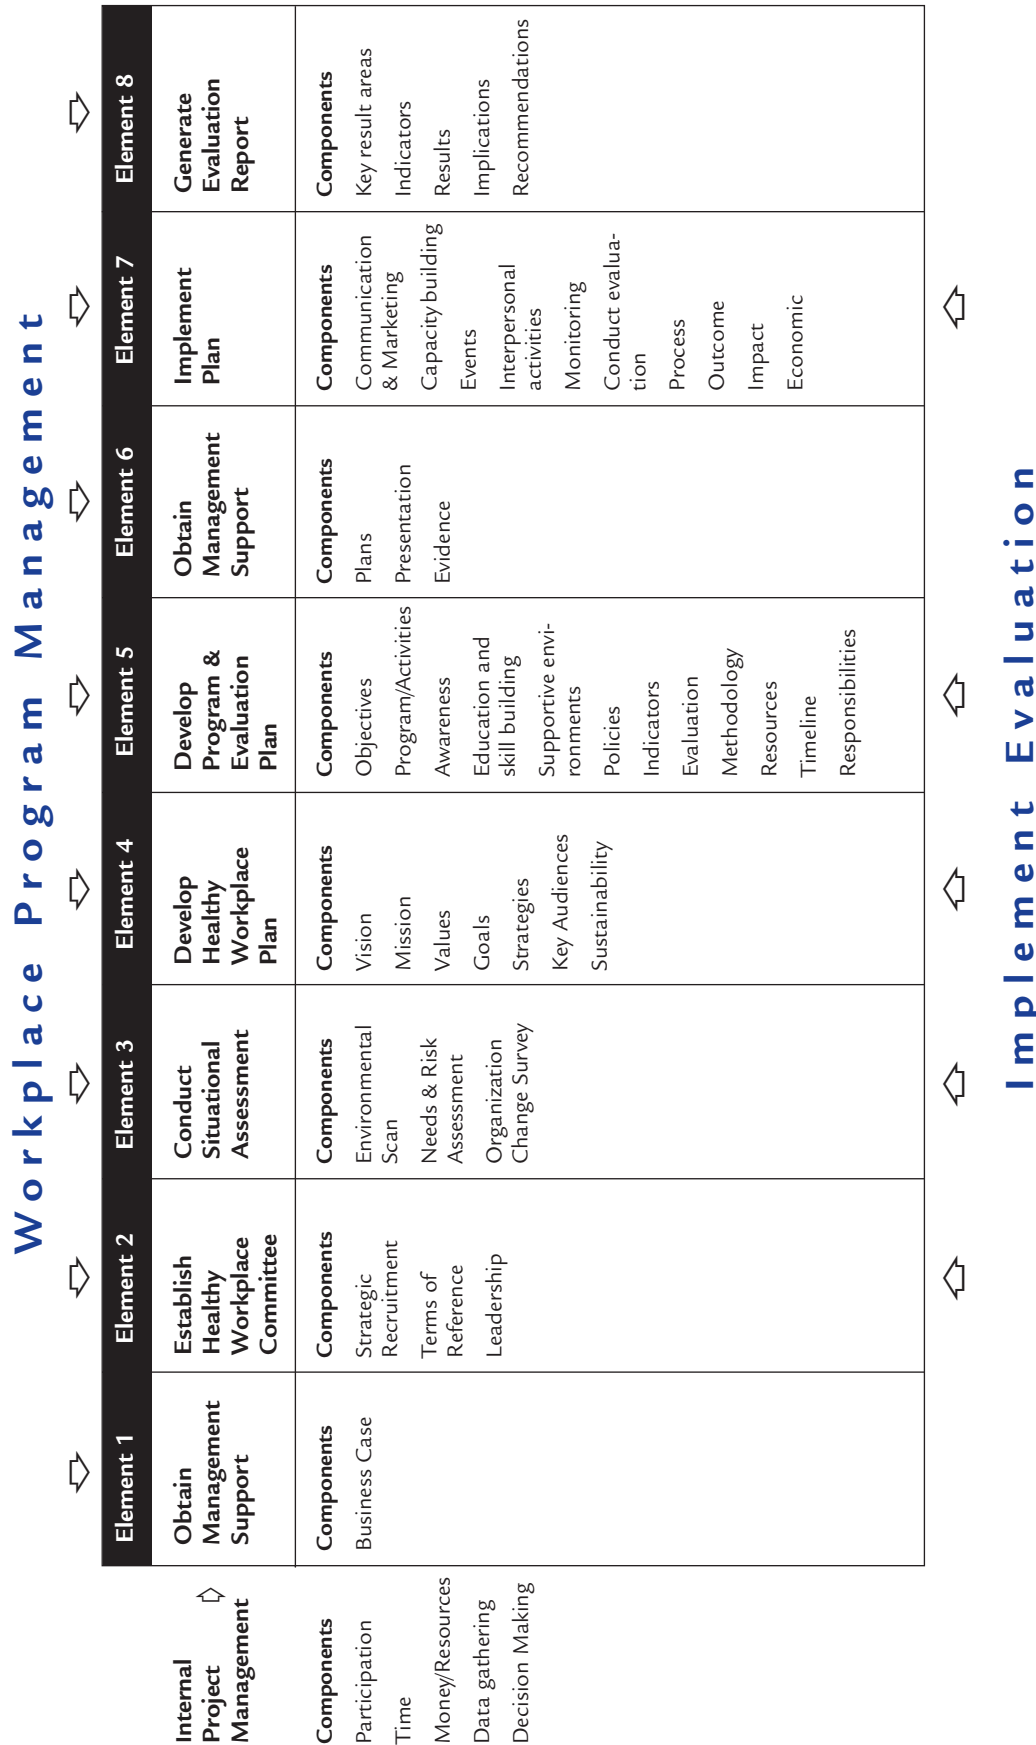 Workplace Program Management
Internal
Project
Management
Components
Participation
Time
Money/Resources
Data gathering
Decision Making
Element 1
Obtain
Management
Support
Components
Business Case
Element 2
Establish
Healthy
Workplace
Committee
Components
Strategic
Recruitment
Terms of
Reference
Leadership
Element 3
Conduct
Situational
Assessment
Components
Environmental
Scan
Needs & Risk
Assessment
Organization
Change Survey
Element 4
Develop
Healthy
Workplace
Plan
Components
Vision
Mission
Values
Goals
Strategies
Key Audiences
Sustainability
Element 5
Develop
Program &
Evaluation
Plan
Components
Objectives
Program/Activities
Awareness
Education and
skill building
Supportive envi-
ronments
Policies
Indicators
Evaluation
Methodology
Resources
Timeline
Responsibilities
Element 6
Obtain
Management
Support
Components
Plans
Presentation
Evidence
Element 7
Implement
Plan
Components
Communication
& Marketing
Capacity building
Events
Interpersonal
activities
Monitoring
Conduct evalua-
tion
Process
Outcome
Impact
Economic
Element 8
Generate
Evaluation
Report
Components
Key result areas
Indicators
Results
Implications
Recommendations
Implement Evaluation